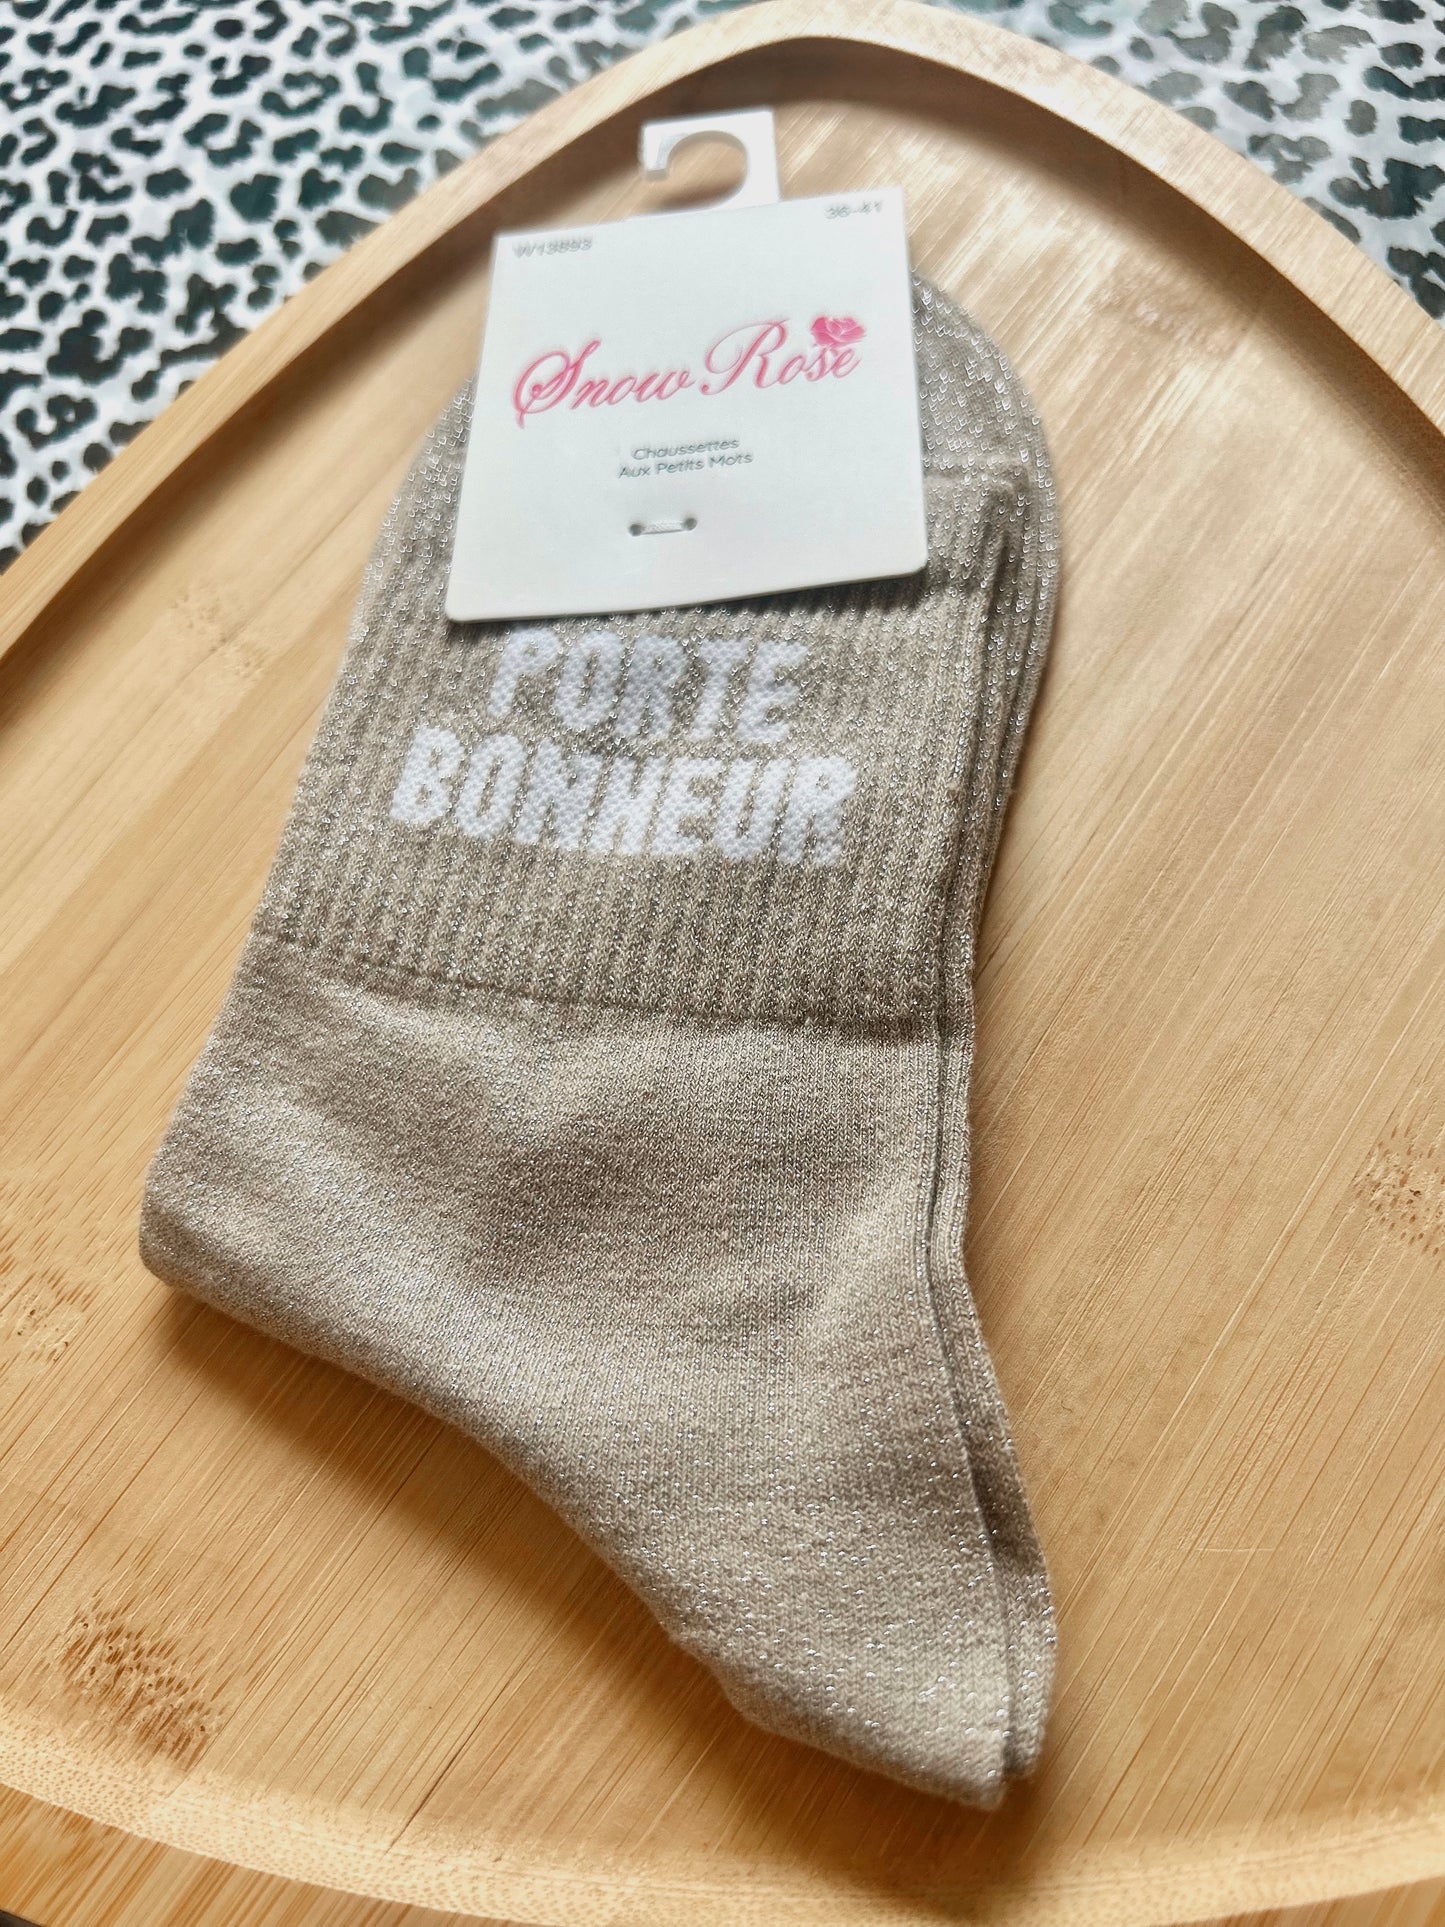 W13893
36-41
Snow Rose
Chaussettes
Aux Petits Mots
PORTE
BONHEUR